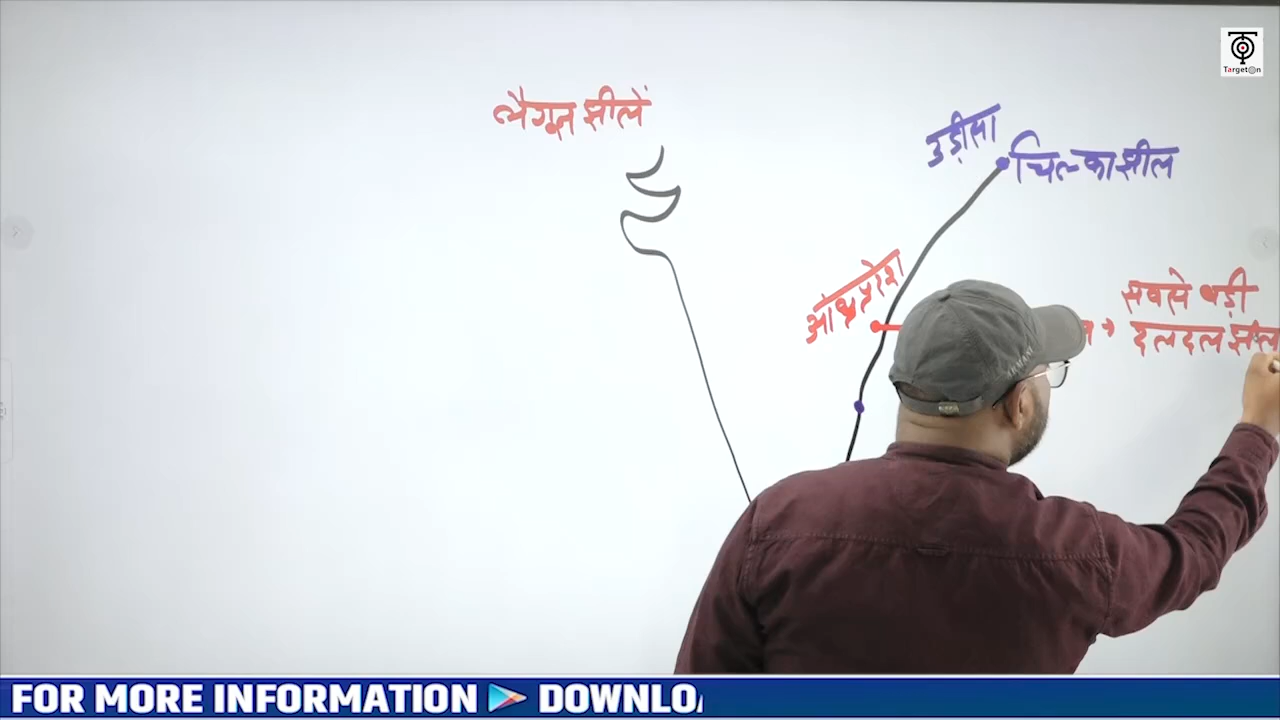 Target@n
लैगून झीलें
उड़ीसा
चिल्का झील
आंध्रप्रदेश
सबसे बड़ी
दलदल झील
FOR MORE INFORMATION DOWNLO